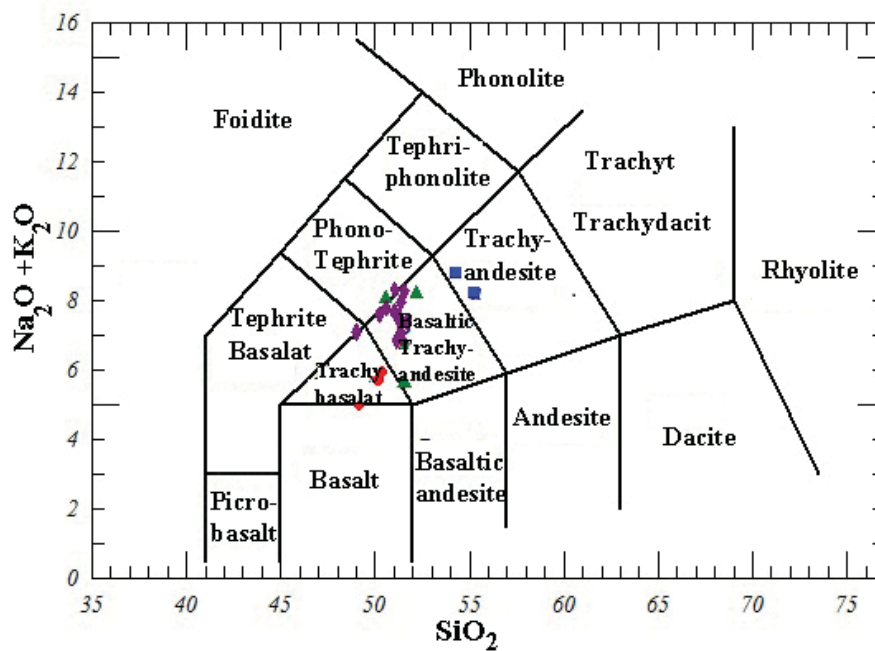 16
14
12
10
8
6
4
2
0
Na2O +K2O
Phonolite
Foidite
Tephri-
phonolite
Trachyt
Trachydacit
Phono-
Tephrite
Trachy-
andesite
Rhyolite
Tephrite
Basalat
Basaltic
Trachy-
andesite
Trachy
basalat
Andesite
Dacite
Basalt
Basaltic
andesite
Picro-
basalt
35 40 45 50 55 60 65 70 75
SiO2